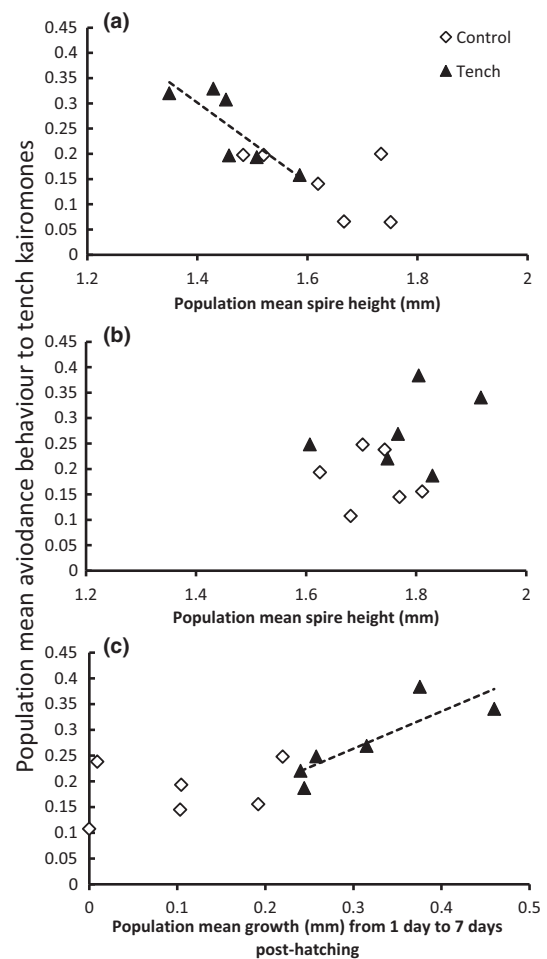 Population mean aviodance behaviour to tench kairomones
(a)
Control
Tench
0.45
0.4
0.35
0.3
0.25
0.2
0.15
0.1
0.05
0
1.2 1.4 1.6 1.8 2
Population mean spire height (mm)
(b)
0.45
0.4
0.35
0.3
0.25
0.2
0.15
0.1
0.05
0
1.2 1.4 1.6 1.8 2
Population mean spire height (mm)
(c)
0.45
0.4
0.35
0.3
0.25
0.2
0.15
0.1
0.05
0
0 0.1 0.2 0.3 0.4 0.5
Population mean growth (mm) from 1 day to 7 days
post-hatching